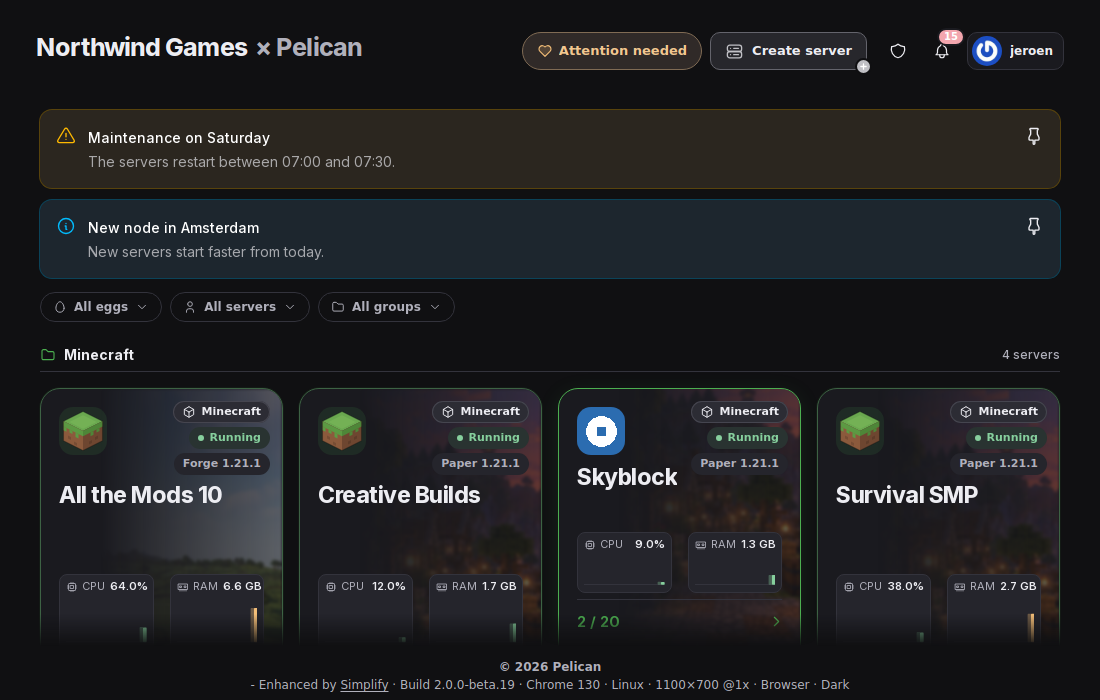 Northwind Games × Pelican
Attention needed
Create server
15
jeroen
Maintenance on Saturday
The servers restart between 07:00 and 07:30.
New node in Amsterdam
New servers start faster from today.
All eggs
All servers
All groups
Minecraft
4 servers
Minecraft
Running
Forge 1.21.1
All the Mods 10
CPU 64.0%
RAM 6.6 GB
Minecraft
Running
Paper 1.21.1
Creative Builds
CPU 12.0%
RAM 1.7 GB
Minecraft
Running
Paper 1.21.1
Skyblock
CPU 9.0%
RAM 1.3 GB
2 / 20
Minecraft
Running
Paper 1.21.1
Survival SMP
CPU 38.0%
RAM 2.7 GB
© 2026 Pelican
- Enhanced by Simplify · Build 2.0.0-beta.19 · Chrome 130 · Linux · 1100×700 @1x · Browser · Dark